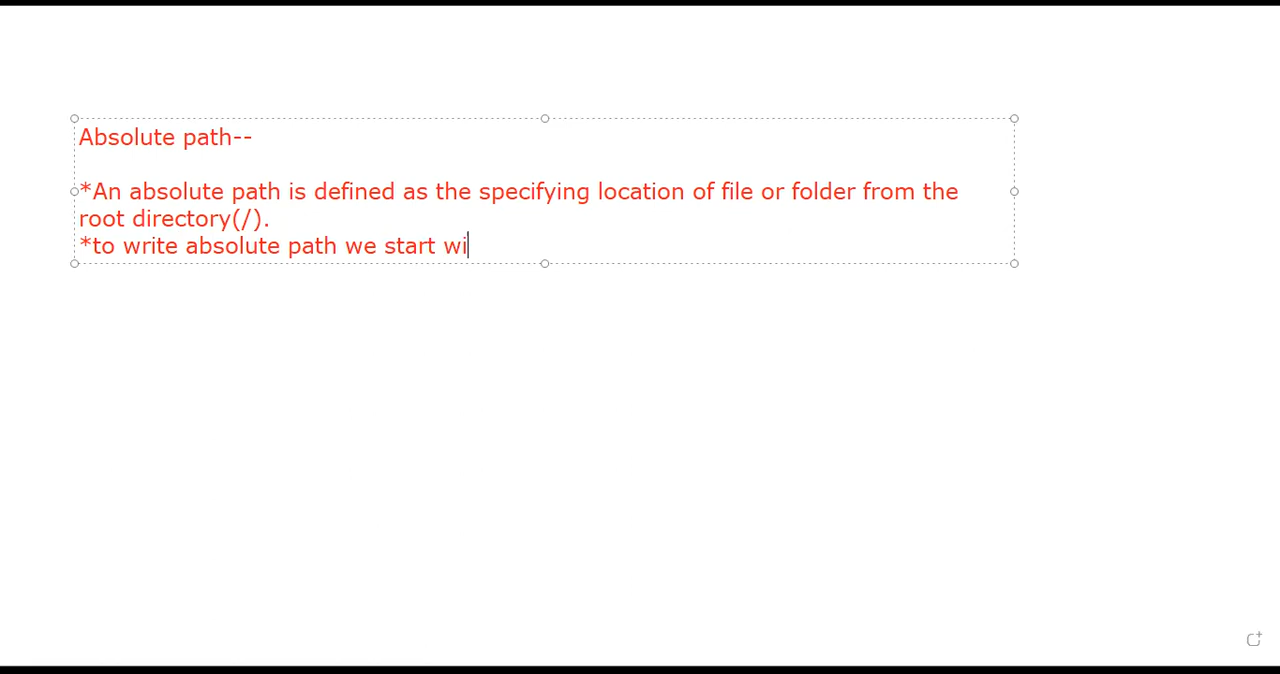 Absolute path--
*An absolute path is defined as the specifying location of file or folder from the
root directory(/).
*to write absolute path we start wi